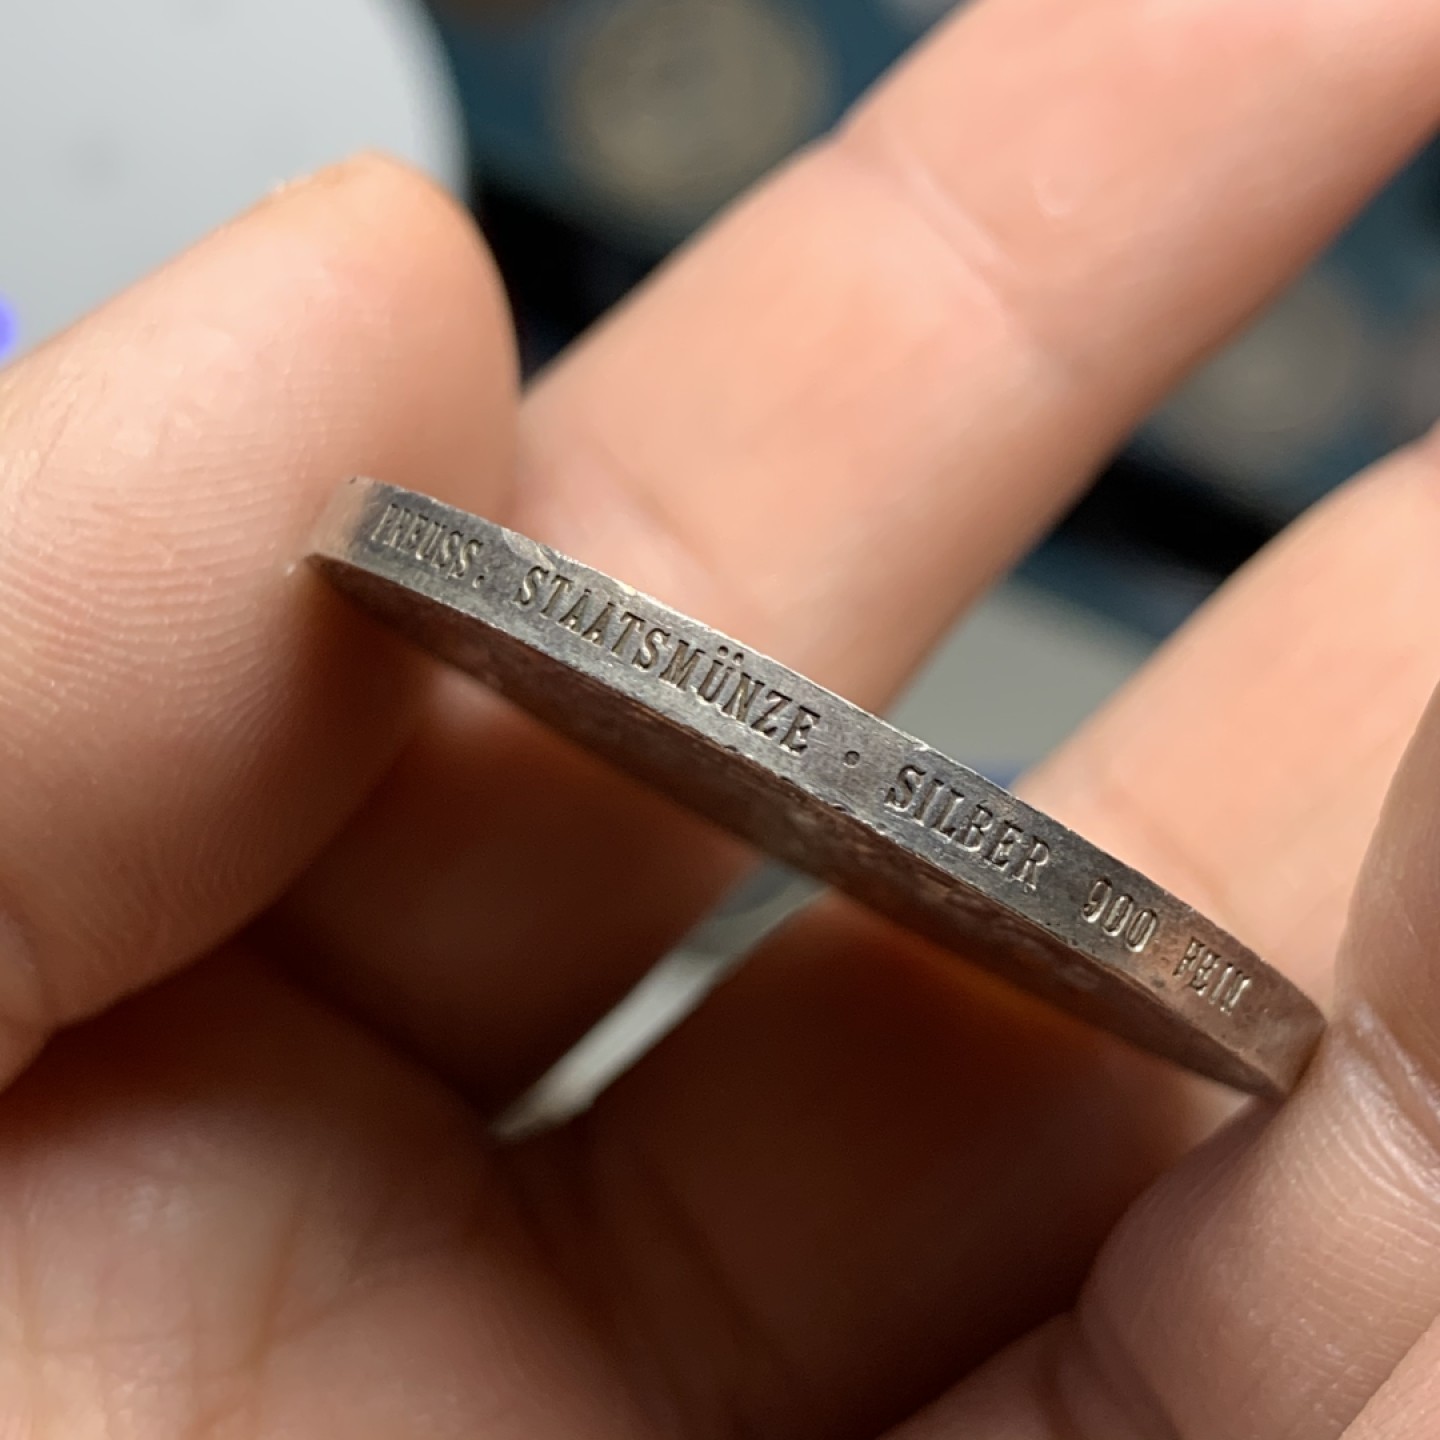 PREUSS. STAATSMÜNZE · SILBER 900 FEIN